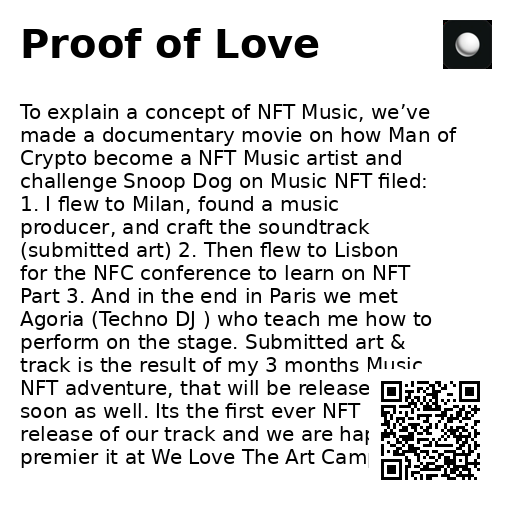 Proof of Love
To explain a concept of NFT Music, we’ve
made a documentary movie on how Man of
Crypto become a NFT Music artist and
challenge Snoop Dog on Music NFT filed:
1. I flew to Milan, found a music
producer, and craft the soundtrack
(submitted art) 2. Then flew to Lisbon
for the NFC conference to learn on NFT
Part 3. And in the end in Paris we met
Agoria (Techno DJ ) who teach me how to
perform on the stage. Submitted art &
track is the result of my 3 months Music
NFT adventure, that will be release
soon as well. Its the first ever NFT
release of our track and we are
premier it at We Love The Art